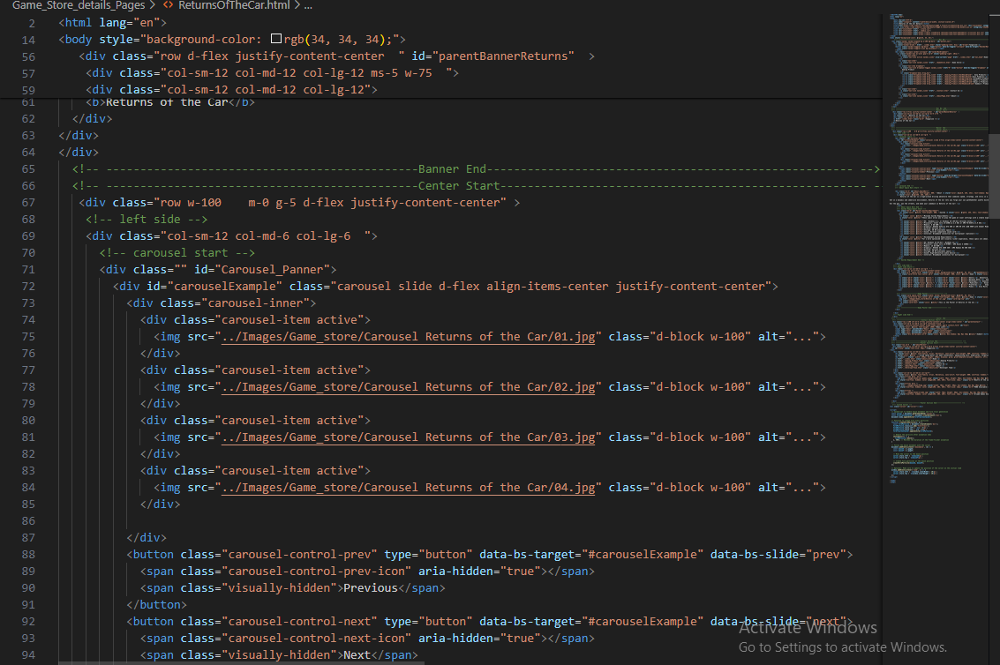 Game_Store_details_Pages > <> ReturnsOfTheCar.html > ...
2 <html lang="en">
14 <body style="background-color: rgb(34, 34, 34);">
56 <div class="row d-flex justify-content-center  " id="parentBannerReturns"  >
57 <div class="col-sm-12 col-md-12 col-lg-12 ms-5 w-75  ">
59 <div class="col-sm-12 col-md-12 col-lg-12">
61 <b>Returns of the Car</b>
62 </div>
63 </div>
64 </div>
65 <!-- ----------------------------------------------Banner End------------------------------------------------------ -->
66 <!-- ----------------------------------------------Center Start------------------------------------------------------ --
67 <div class="row w-100    m-0 g-5 d-flex justify-content-center" >
68 <!-- left side -->
69 <div class="col-sm-12 col-md-6 col-lg-6  ">
70 <!-- carousel start -->
71 <div class="" id="Carousel_Panner">
72 <div id="carouselExample" class="carousel slide d-flex align-items-center justify-content-center">
73 <div class="carousel-inner">
74 <div class="carousel-item active">
75 <img src="../Images/Game_store/Carousel Returns of the Car/01.jpg" class="d-block w-100" alt="...">
76 </div>
77 <div class="carousel-item active">
78 <img src="../Images/Game_store/Carousel Returns of the Car/02.jpg" class="d-block w-100" alt="...">
79 </div>
80 <div class="carousel-item active">
81 <img src="../Images/Game_store/Carousel Returns of the Car/03.jpg" class="d-block w-100" alt="...">
82 </div>
83 <div class="carousel-item active">
84 <img src="../Images/Game_store/Carousel Returns of the Car/04.jpg" class="d-block w-100" alt="...">
85 </div>
86
87 </div>
88 <button class="carousel-control-prev" type="button" data-bs-target="#carouselExample" data-bs-slide="prev">
89 <span class="carousel-control-prev-icon" aria-hidden="true"></span>
90 <span class="visually-hidden">Previous</span>
91 </button>
92 <button class="carousel-control-next" type="button" data-bs-target="#carouselExample" data-bs-slide="next">
93 <span class="carousel-control-next-icon" aria-hidden="true"></span>
94 <span class="visually-hidden">Next</span>
Activate Windows
Go to Settings to activate Windows.